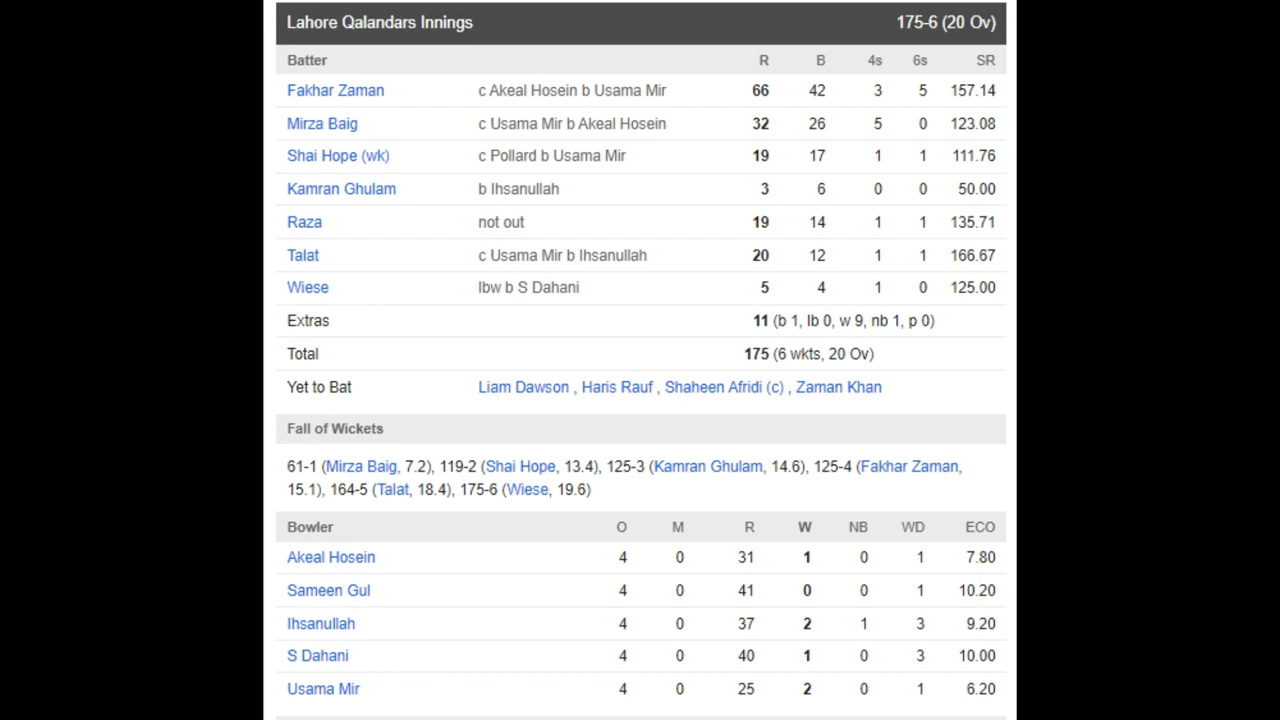 Lahore Qalandars Innings 175-6 (20 Ov)
Batter R B 4s 6s SR
Fakhar Zaman c Akeal Hosein b Usama Mir 66 42 3 5 157.14
Mirza Baig c Usama Mir b Akeal Hosein 32 26 5 0 123.08
Shai Hope (wk) c Pollard b Usama Mir 19 17 1 1 111.76
Kamran Ghulam b Ihsanullah 3 6 0 0 50.00
Raza not out 19 14 1 1 135.71
Talat c Usama Mir b Ihsanullah 20 12 1 1 166.67
Wiese lbw b S Dahani 5 4 1 0 125.00
Extras 11 (b 1, lb 0, w 9, nb 1, p 0)
Total 175 (6 wkts, 20 Ov)
Yet to Bat Liam Dawson , Haris Rauf , Shaheen Afridi (c) , Zaman Khan
Fall of Wickets
61-1 (Mirza Baig, 7.2), 119-2 (Shai Hope, 13.4), 125-3 (Kamran Ghulam, 14.6), 125-4 (Fakhar Zaman,
15.1), 164-5 (Talat, 18.4), 175-6 (Wiese, 19.6)
Bowler O M R W NB WD ECO
Akeal Hosein 4 0 31 1 0 1 7.80
Sameen Gul 4 0 41 0 0 1 10.20
Ihsanullah 4 0 37 2 1 3 9.20
S Dahani 4 0 40 1 0 3 10.00
Usama Mir 4 0 25 2 0 1 6.20